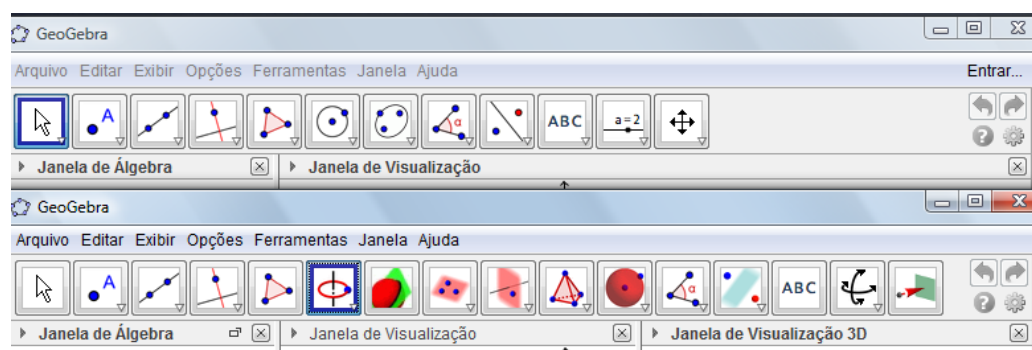 GeoGebra
Arquivo Editar Exibir Opções Ferramentas Janela Ajuda Entrar...
A α ABC a=2
Janela de Álgebra Janela de Visualização
GeoGebra
Arquivo Editar Exibir Opções Ferramentas Janela Ajuda
A α ABC
Janela de Álgebra Janela de Visualização Janela de Visualização 3D